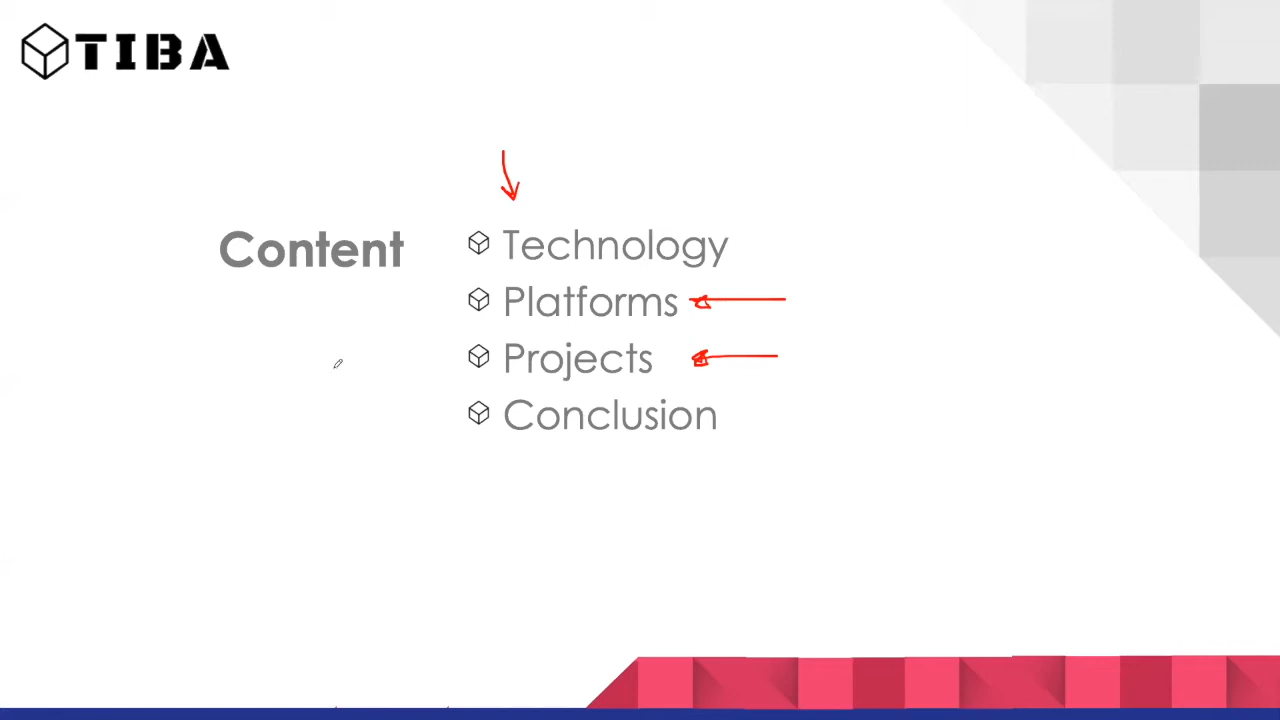 TIBA
Content
Technology
Platforms
Projects
Conclusion